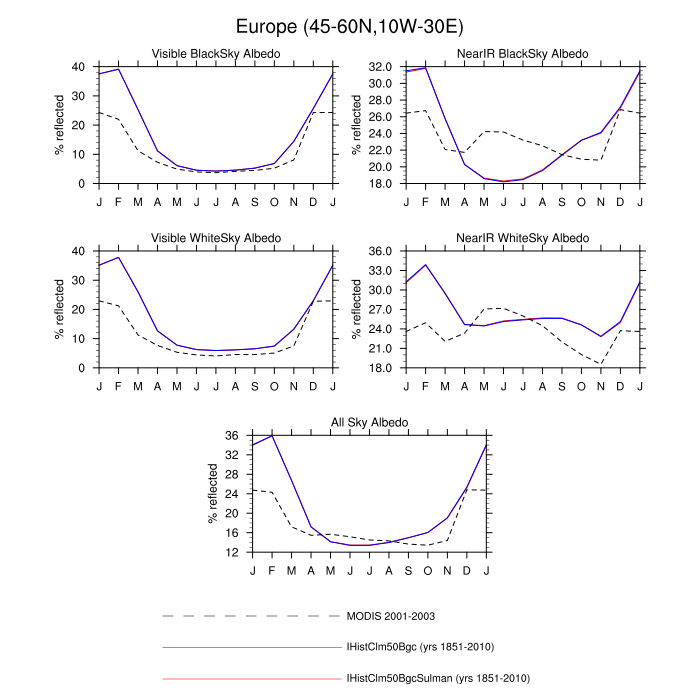 Europe (45-60N,10W-30E)
Visible BlackSky Albedo
% reflected
40
30
20
10
0
J F M A M J J A S O N D J
NearIR BlackSky Albedo
% reflected
32.0
30.0
28.0
26.0
24.0
22.0
20.0
18.0
J F M A M J J A S O N D J
Visible WhiteSky Albedo
% reflected
40
30
20
10
0
J F M A M J J A S O N D J
NearIR WhiteSky Albedo
% reflected
36.0
33.0
30.0
27.0
24.0
21.0
18.0
J F M A M J J A S O N D J
All Sky Albedo
% reflected
36
32
28
24
20
16
12
J F M A M J J A S O N D J
MODIS 2001-2003
IHistClm50Bgc (yrs 1851-2010)
IHistClm50BgcSulman (yrs 1851-2010)